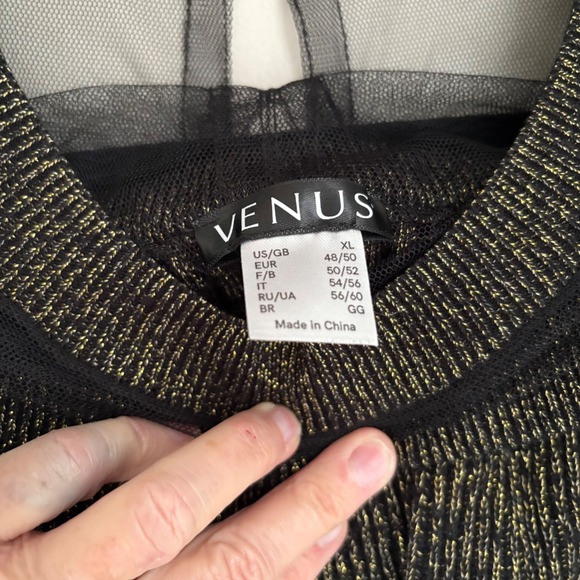 VENUS
US/GB XL
EUR 48/50
F/B 50/52
IT 54/56
RU/UA 56/60
BR GG
Made in China